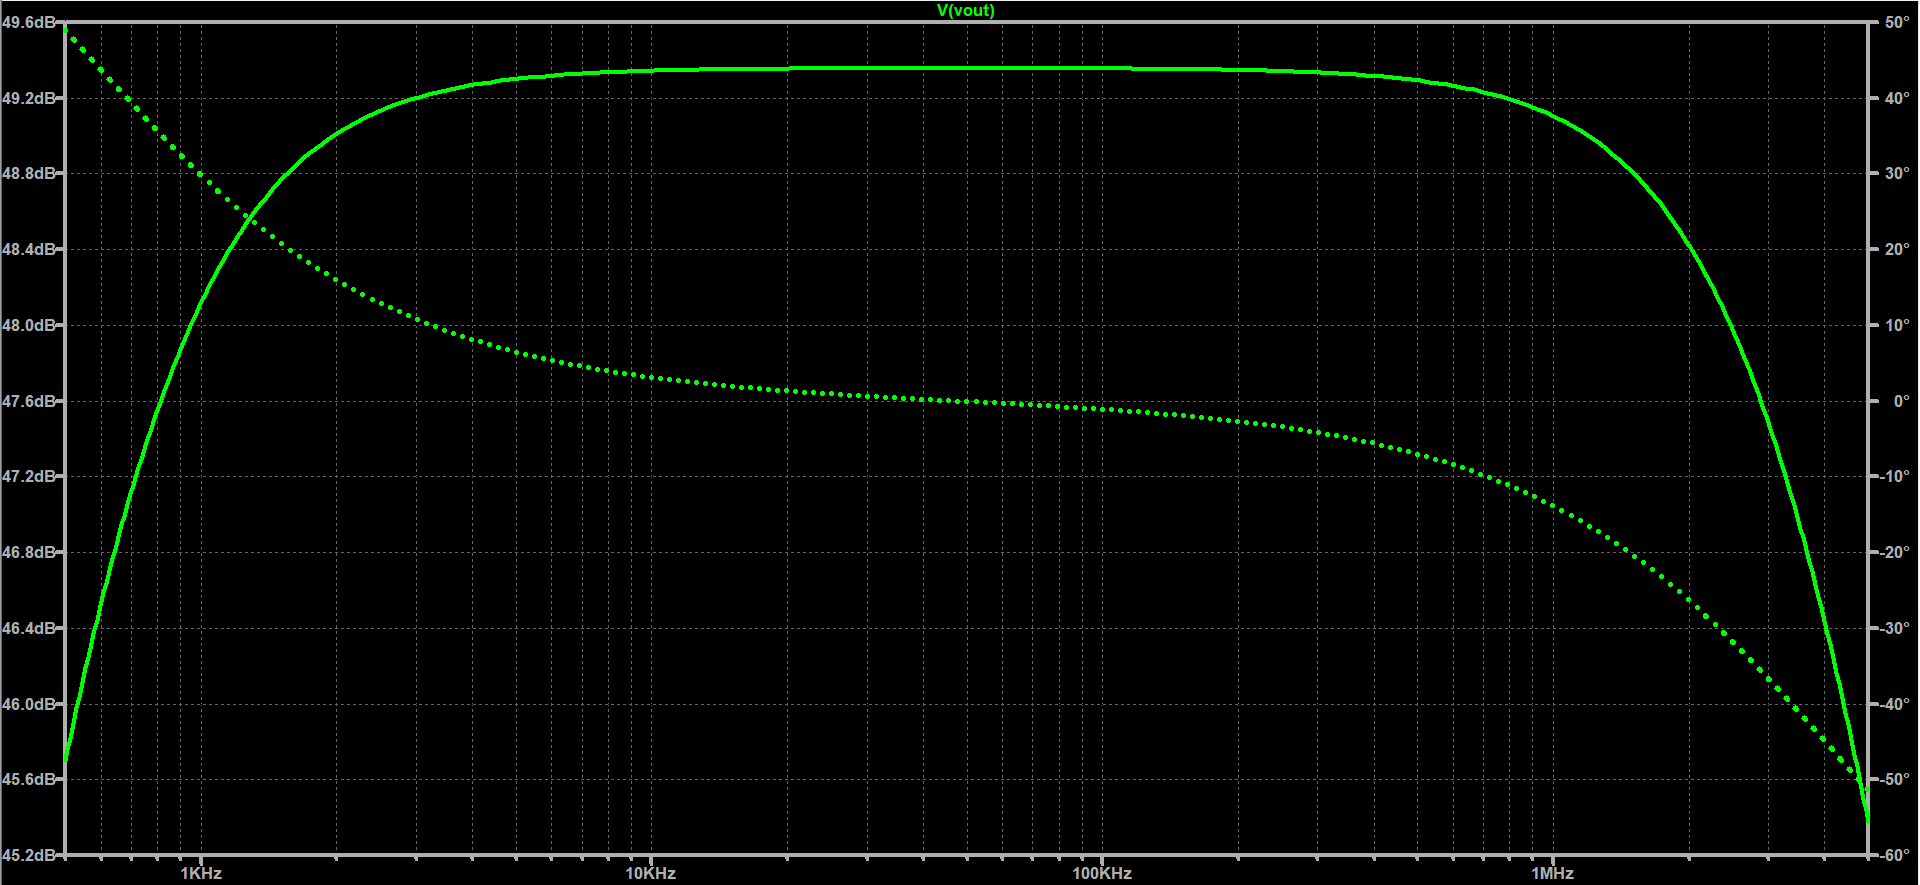 V(vout)
49.6dB
49.2dB
48.8dB
48.4dB
48.0dB
47.6dB
47.2dB
46.8dB
46.4dB
46.0dB
45.6dB
45.2dB
50°
40°
30°
20°
10°
0°
-10°
-20°
-30°
-40°
-50°
-60°
1KHz
10KHz
100KHz
1MHz